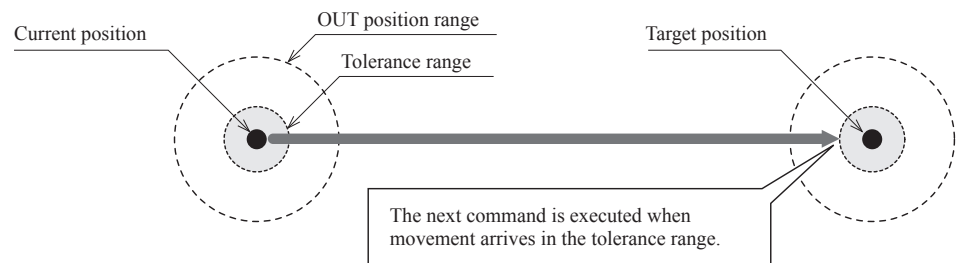 OUT position range
Current position
Target position
Tolerance range
The next command is executed when
movement arrives in the tolerance range.